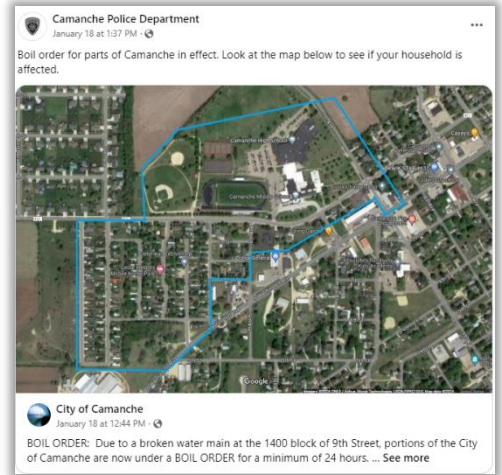 Camanche Police Department
January 18 at 1:37 PM ·
Boil order for parts of Camanche in effect. Look at the map below to see if your household is
affected.
Camanche High School
Camanche Middle
Google
City of Camanche
January 18 at 12:44 PM ·
BOIL ORDER: Due to a broken water main at the 1400 block of 9th Street, portions of the City
of Camanche are now under a BOIL ORDER for a minimum of 24 hours. ... See more